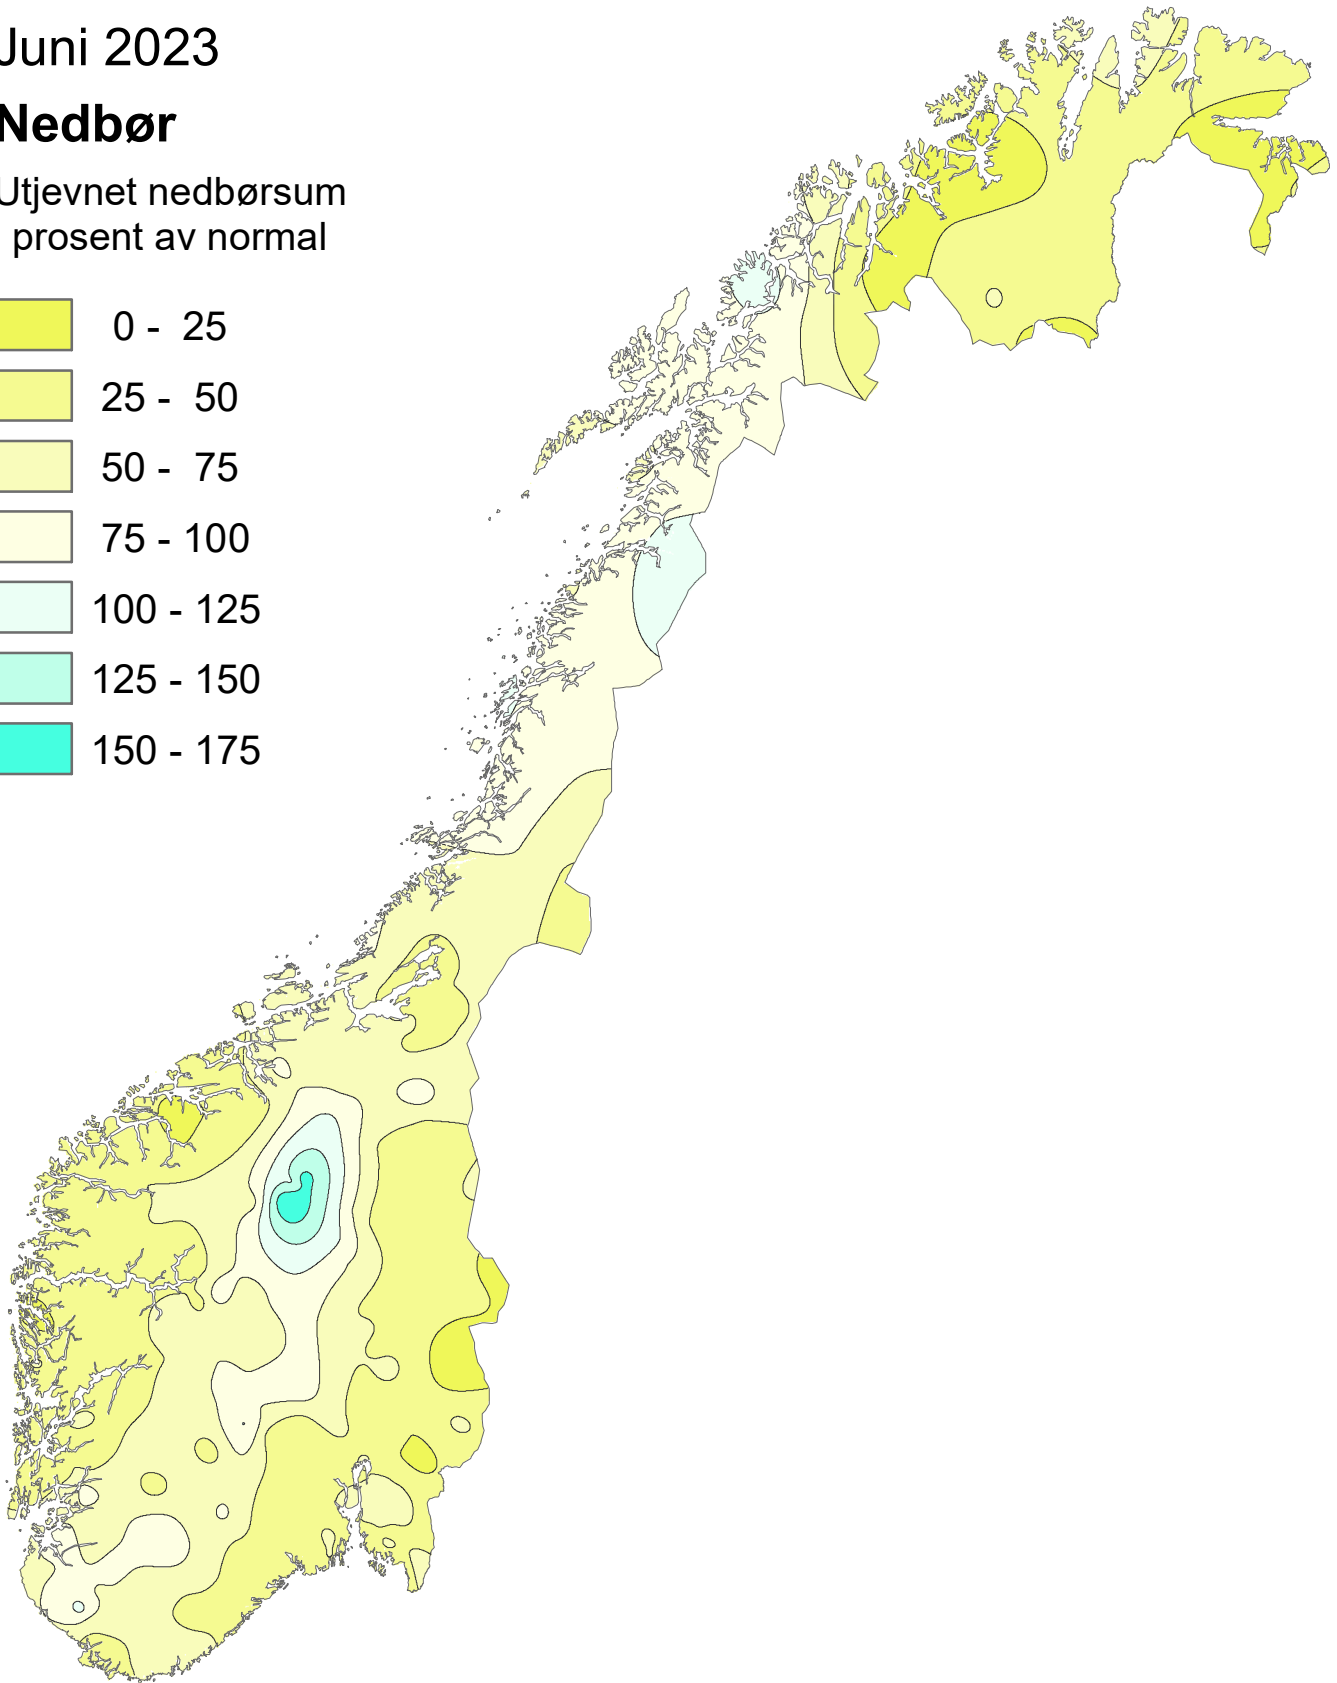 Juni 2023
Nedbør
Utjevnet nedbørsum
prosent av normal
0 - 25
25 - 50
50 - 75
75 - 100
100 - 125
125 - 150
150 - 175